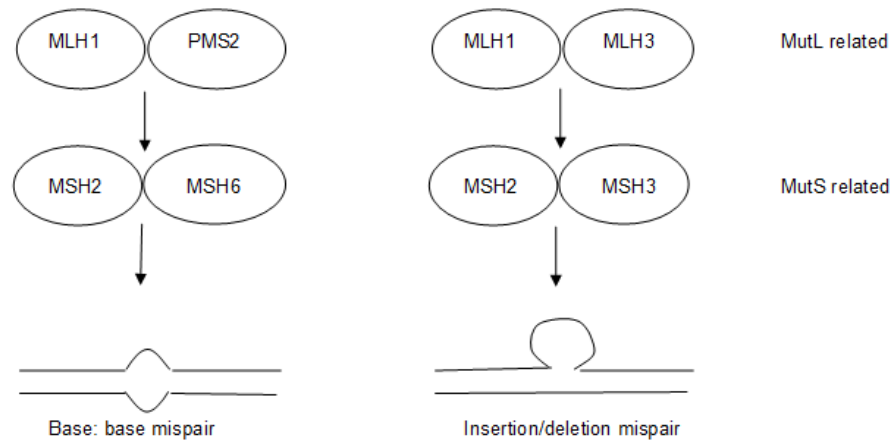 MLH1 PMS2 MLH1 MLH3 MutL related
MSH2 MSH6 MSH2 MSH3 MutS related
Base: base mispair Insertion/deletion mispair